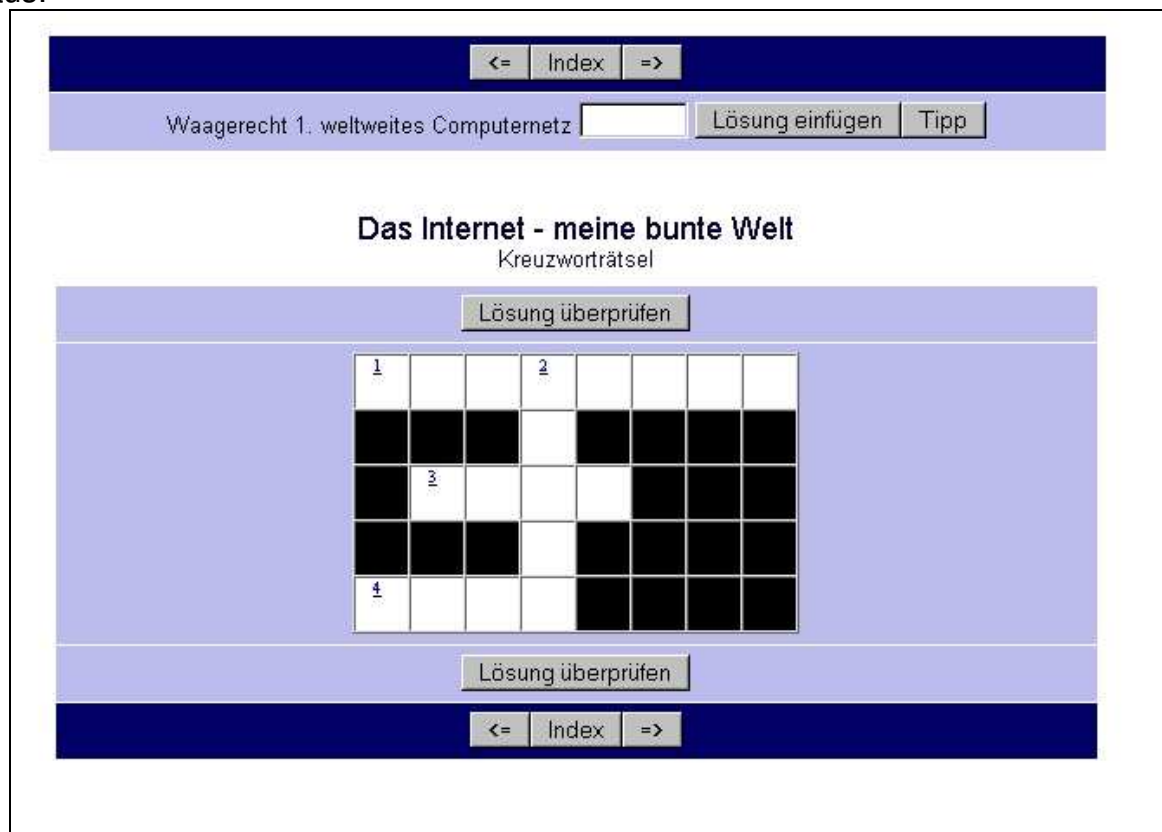 <= Index =>
Waagerecht 1. weltweites Computernetz Lösung einfügen Tipp
Das Internet - meine bunte Welt
Kreuzworträtsel
Lösung überprüfen
1 2
3
4
Lösung überprüfen
<= Index =>